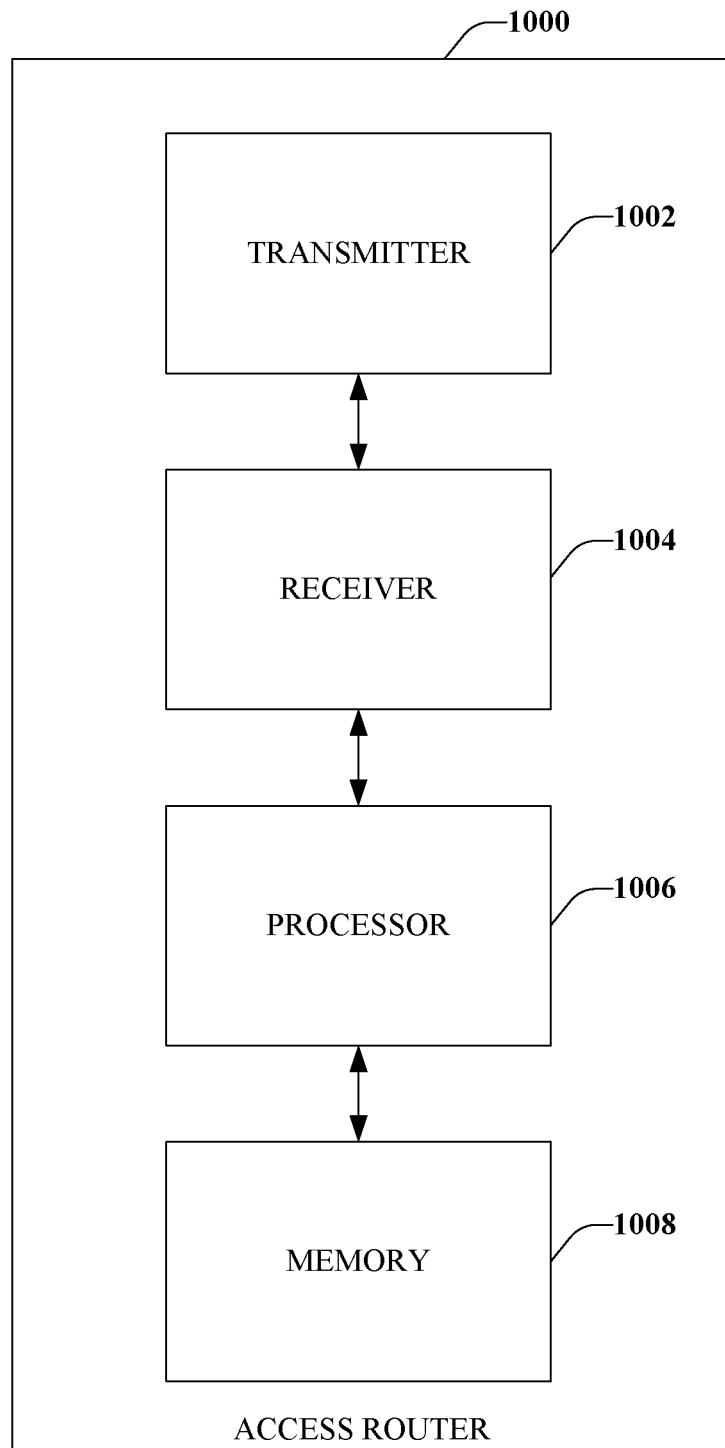 1000
TRANSMITTER
1002
RECEIVER
1004
PROCESSOR
1006
MEMORY
1008
ACCESS ROUTER